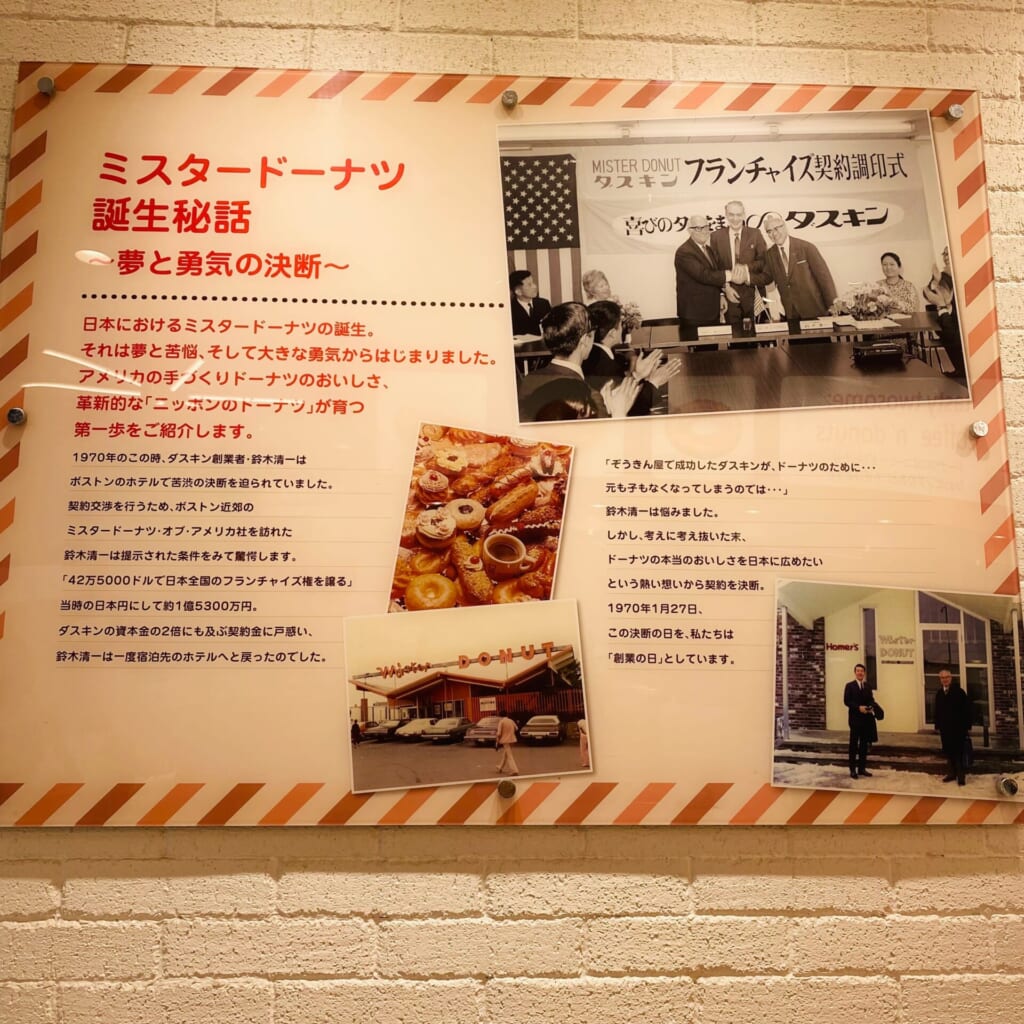 ミスタードーナツ
誕生秘話
〜夢と勇気の決断〜
日本におけるミスタードーナツの誕生。
それは夢と苦悩、そして大きな勇気からはじまりました。
アメリカの手づくりドーナツのおいしさ、
革新的な「ニッポンのドーナツ」が育つ
第一歩をご紹介します。
1970年のこの時、ダスキン創業者・鈴木清一は
ボストンのホテルで苦渋の決断を迫られていました。
契約交渉を行うため、ボストン近郊の
ミスタードーナツ・オブ・アメリカ社を訪れた
鈴木清一は提示された条件をみて驚愕します。
「42万5000ドルで日本全国のフランチャイズ権を譲る」
当時の日本円にして約1億5300万円。
ダスキンの資本金の2倍にも及ぶ契約金に戸惑い、
鈴木清一は一度宿泊先のホテルへと戻ったのでした。
MISTER DONUT
ダスキン フランチャイズ契約調印式
喜びのタ ダスキン
Mister DONUT
「ぞうきん屋で成功したダスキンが、ドーナツのために・・・
元も子もなくなってしまうのでは・・・」
鈴木清一は悩みました。
しかし、考えに考え抜いた末、
ドーナツの本当のおいしさを日本に広めたい
という熱い想いから契約を決断。
1970年1月27日、
この決断の日を、私たちは
「創業の日」としています。
Homer's
Mister
DONUT